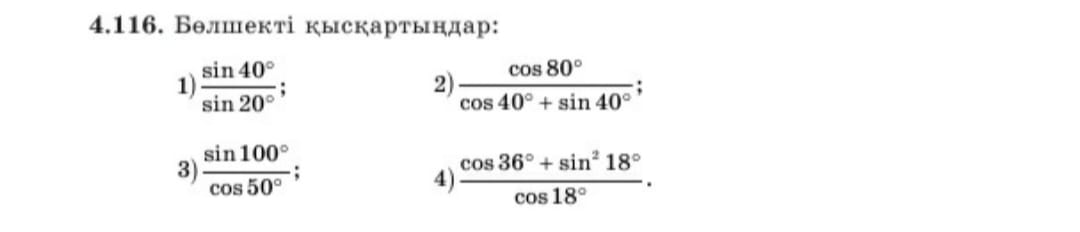 4.116. Бөлшекті қысқартыңдар:
1) sin 40° / sin 20°; 2) cos 80° / (cos 40° + sin 40°);
3) sin 100° / cos 50°; 4) (cos 36° + sin² 18°) / cos 18°.